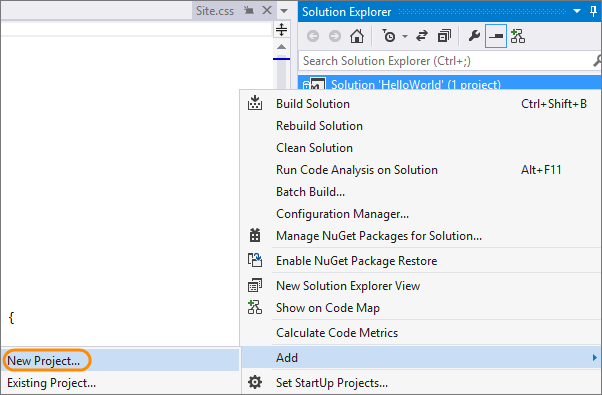 Site.css
Solution Explorer
Search Solution Explorer (Ctrl+;)
Solution 'HelloWorld' (1 project)
Build Solution Ctrl+Shift+B
Rebuild Solution
Clean Solution
Run Code Analysis on Solution Alt+F11
Batch Build...
Configuration Manager...
Manage NuGet Packages for Solution...
Enable NuGet Package Restore
New Solution Explorer View
Show on Code Map
{
Calculate Code Metrics
New Project...
Add
Existing Project...
Set StartUp Projects...